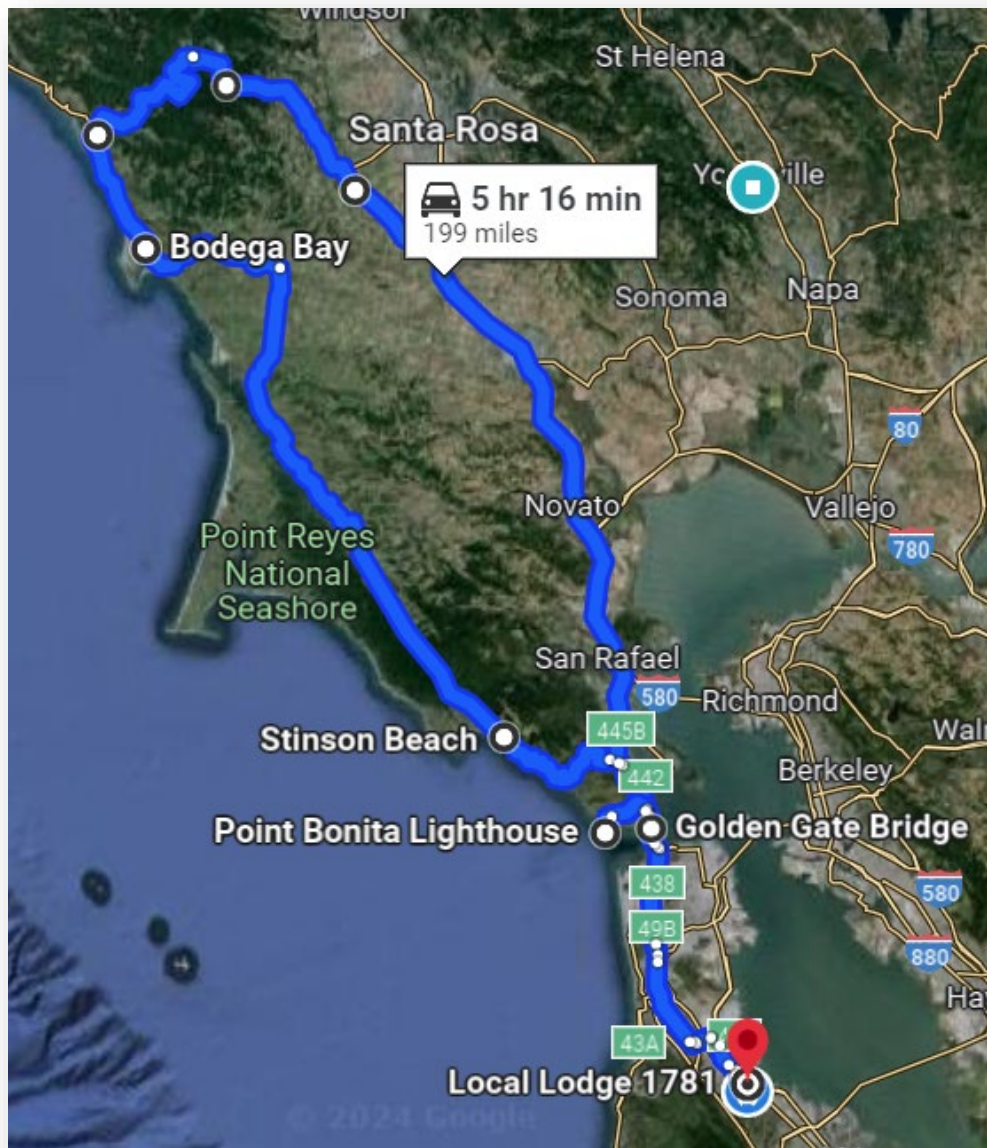 Windsor
St Helena
Santa Rosa
5 hr 16 min
199 miles
Bodega Bay
Sonoma
Napa
80
Novato
Vallejo
780
Point Reyes
National
Seashore
San Rafael
580
Richmond
445B
Stinson Beach
442
Berkeley
Point Bonita Lighthouse
Golden Gate Bridge
438
580
49B
880
43A
Local Lodge 1781
© 2024 Google